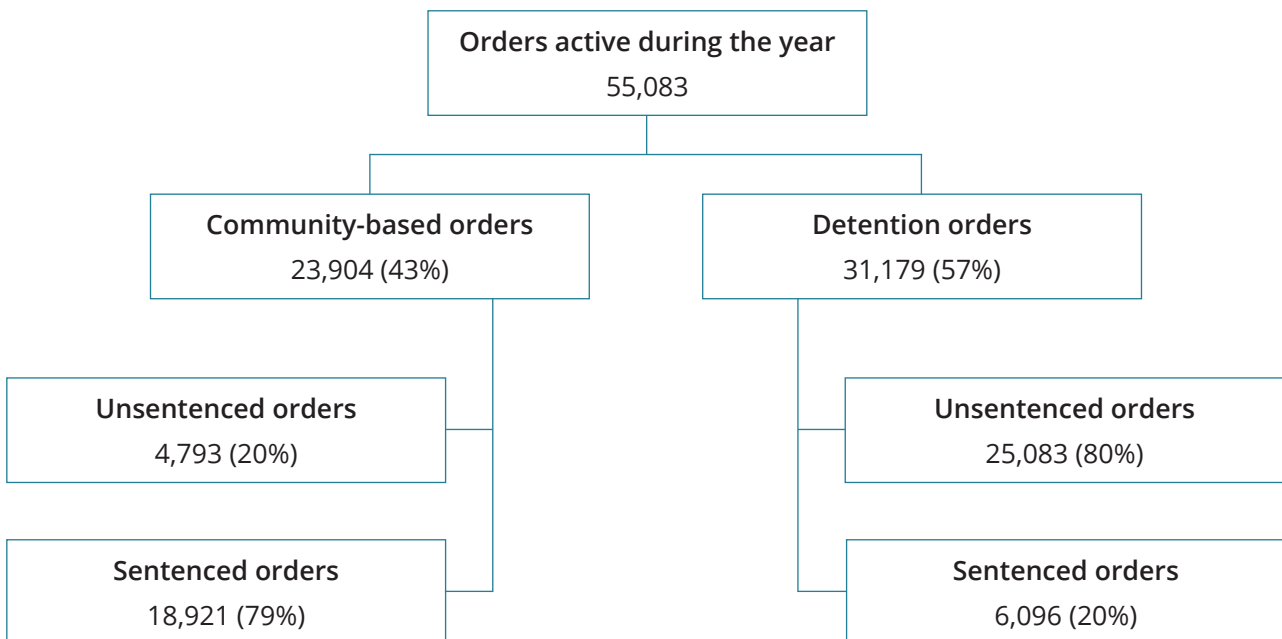 Orders active during the year
55,083
Community-based orders
23,904 (43%)
Detention orders
31,179 (57%)
Unsentenced orders
4,793 (20%)
Unsentenced orders
25,083 (80%)
Sentenced orders
18,921 (79%)
Sentenced orders
6,096 (20%)